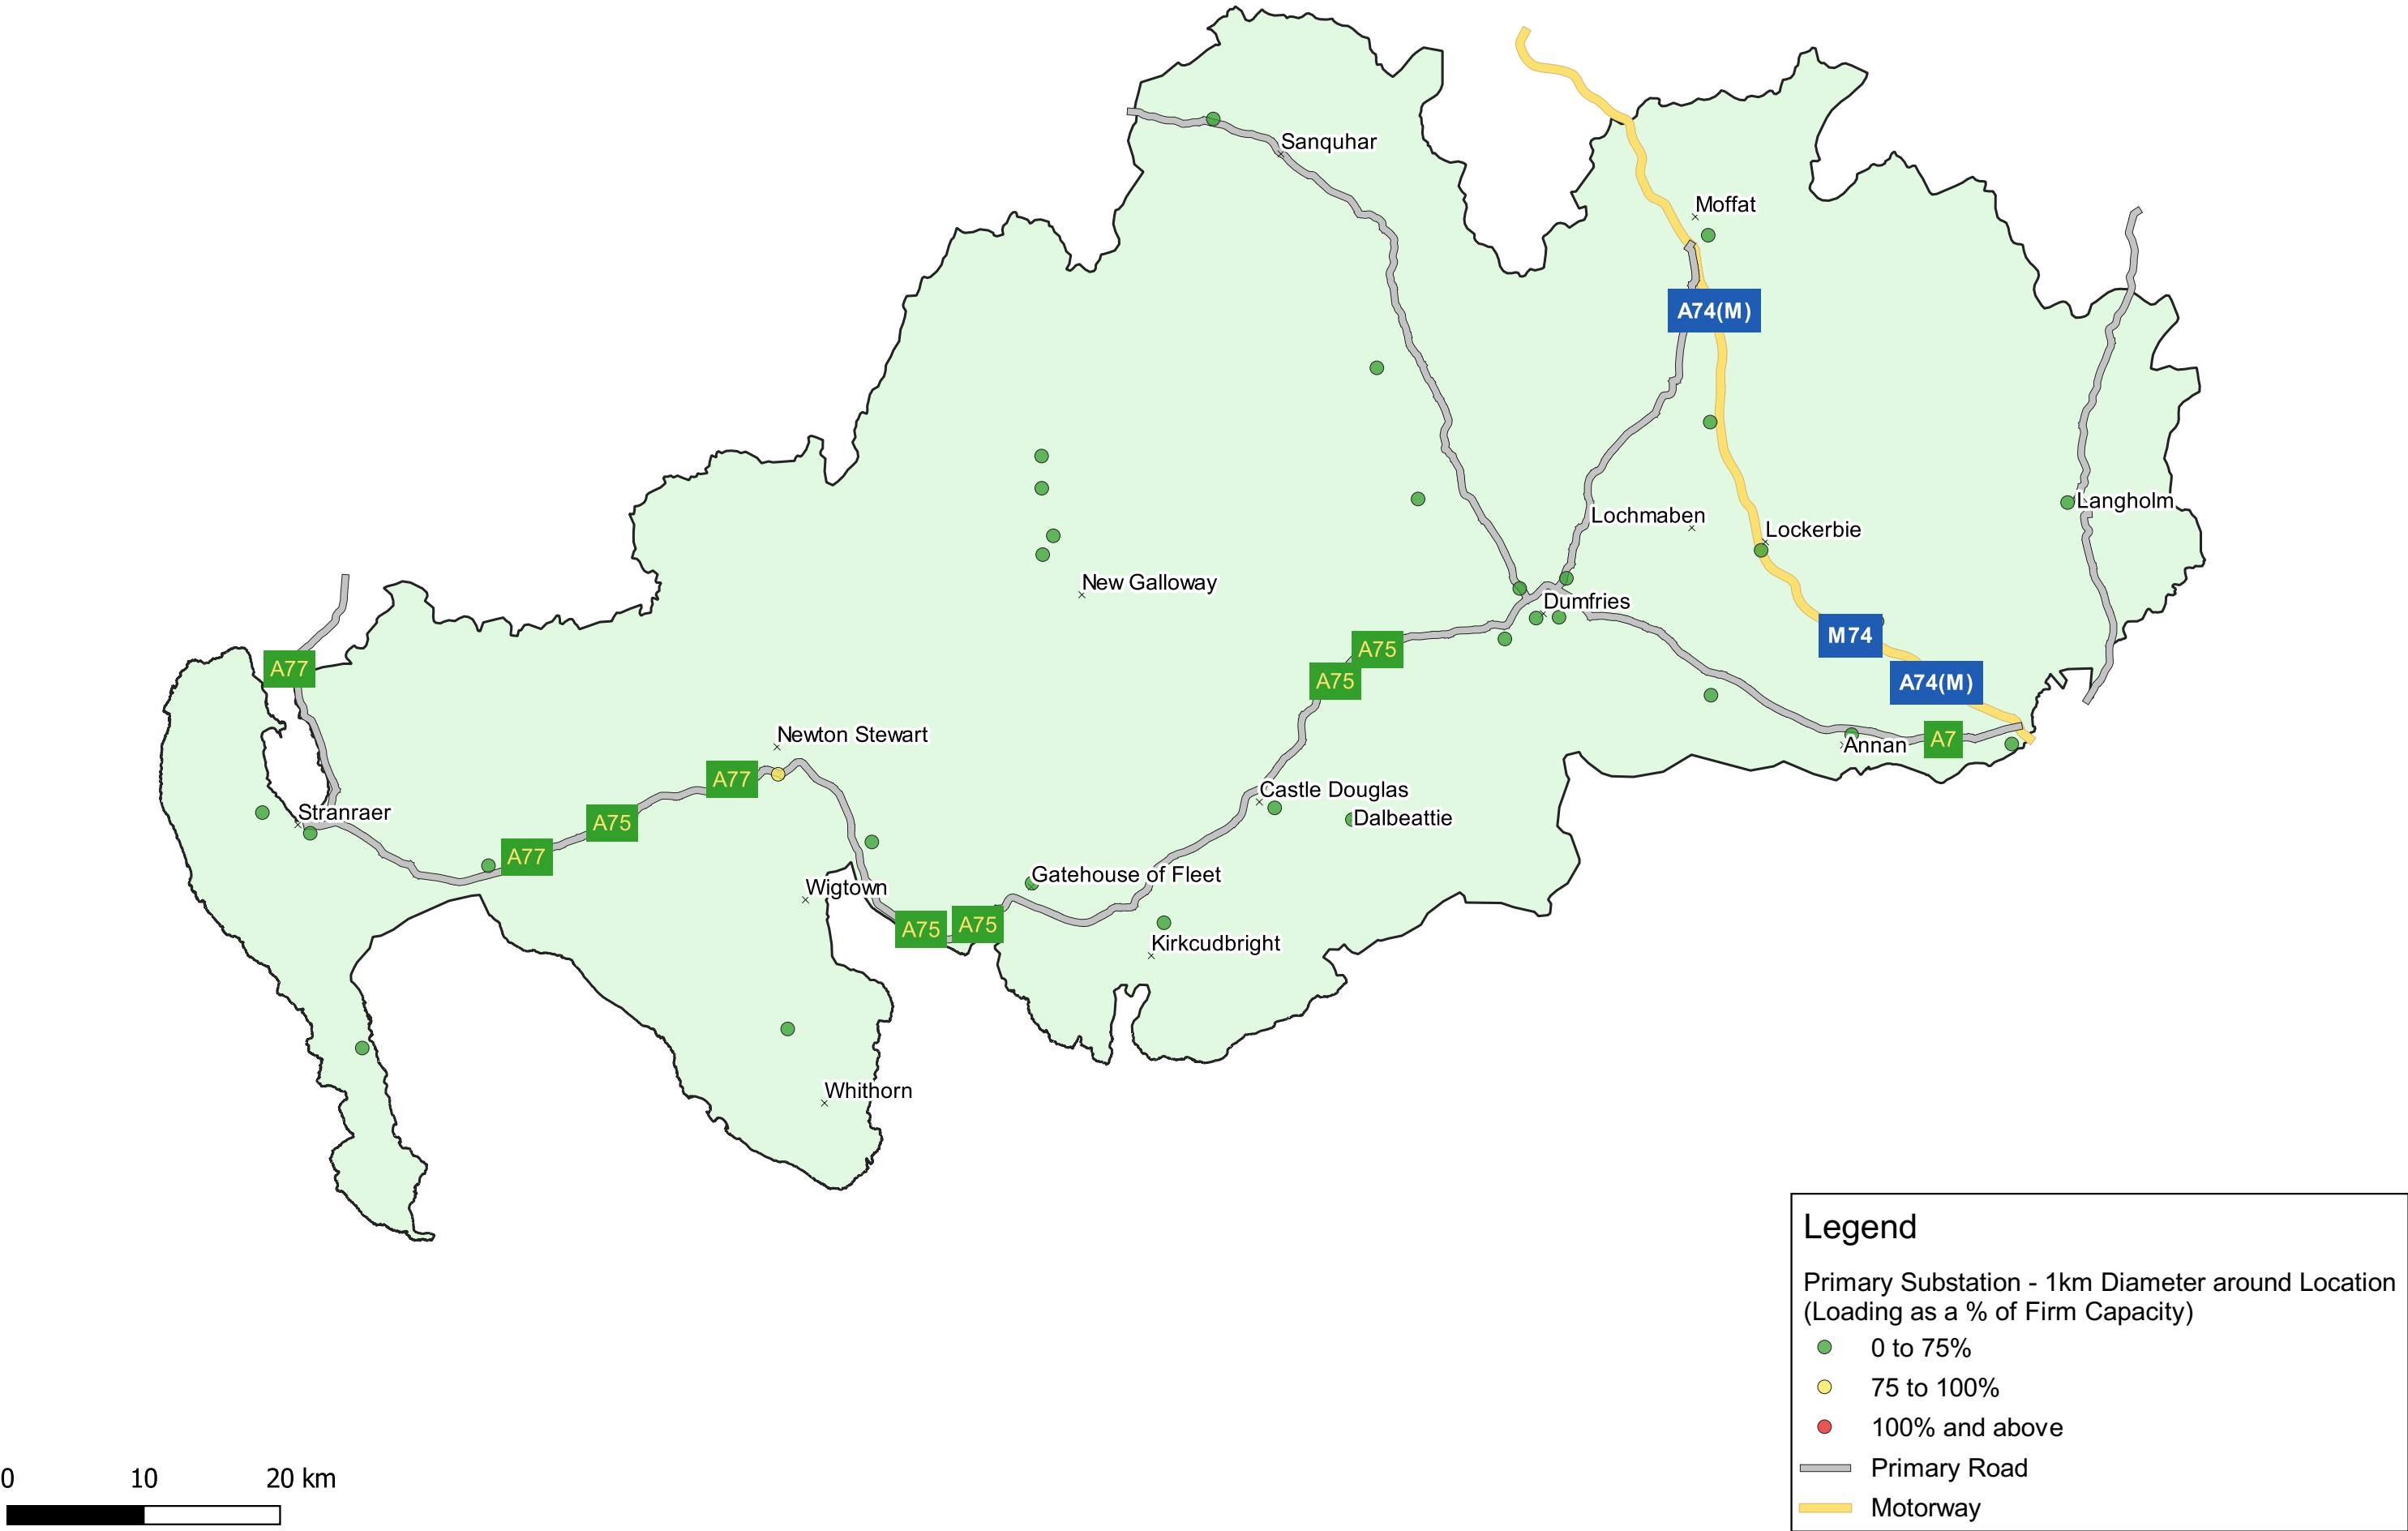 Sanquhar
Moffat
A74(M)
Langholm
Lochmaben
Lockerbie
New Galloway
Dumfries
M74
A75
A77
A75
A74(M)
Newton Stewart
A7
Annan
A77
Castle Douglas
Stranraer
Dalbeattie
A75
A77
Gatehouse of Fleet
Wigtown
A75
A75
Kirkcudbright
Whithorn
Legend
Primary Substation - 1km Diameter around Location
(Loading as a % of Firm Capacity)
0 to 75%
75 to 100%
100% and above
Primary Road
Motorway
0 10 20 km